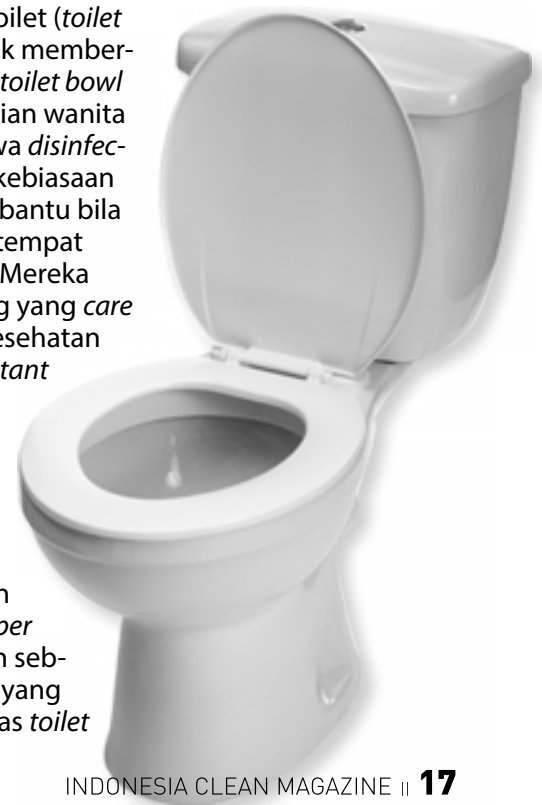 oilet (toilet
k member-
toilet bowl
ian wanita
wa disinfec-
kebiasaan
bantu bila
tempat
Mereka
g yang care
esehatan
tant
n
per
n seb-
yang
as toilet
INDONESIA CLEAN MAGAZINE || 17